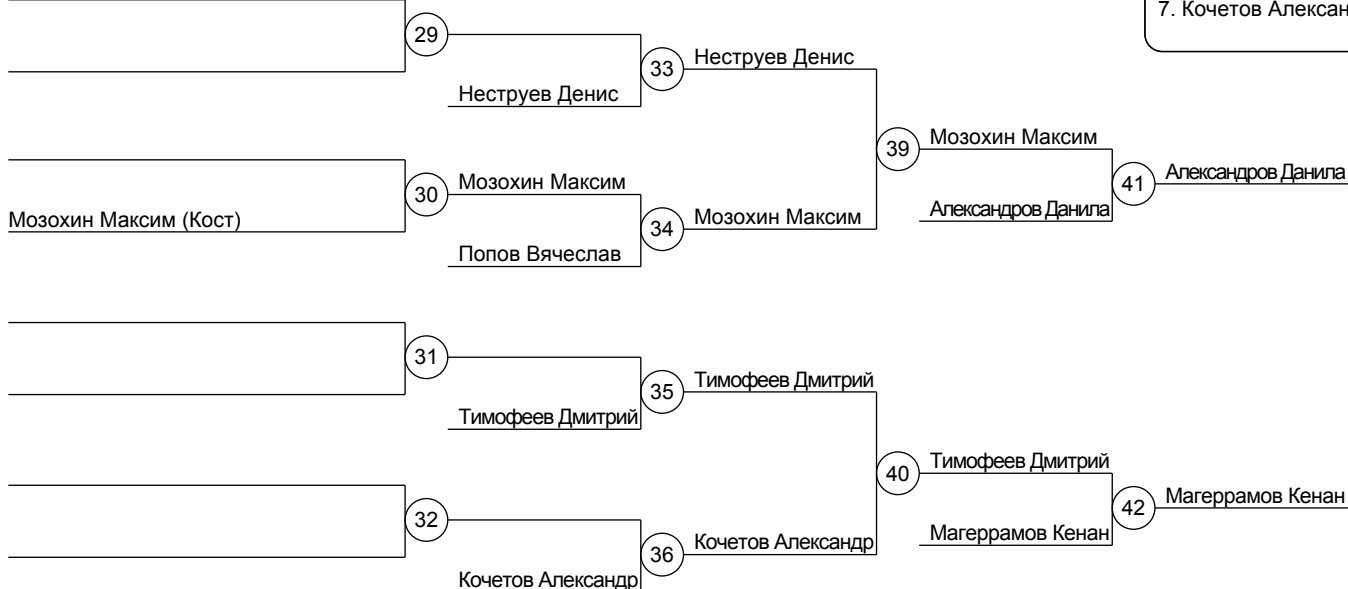 7. Кочетов Алексан
29
Неструев Денис
33
Неструев Денис
39
Мозохин Максим
30
Мозохин Максим
41
Александров Данила
Мозохин Максим (Кост)
34
Мозохин Максим
Александров Данила
Попов Вячеслав
31
Тимофеев Дмитрий
35
Тимофеев Дмитрий
40
Тимофеев Дмитрий
42
Магеррамов Кенан
32
Магеррамов Кенан
36
Кочетов Александр
Кочетов Александр